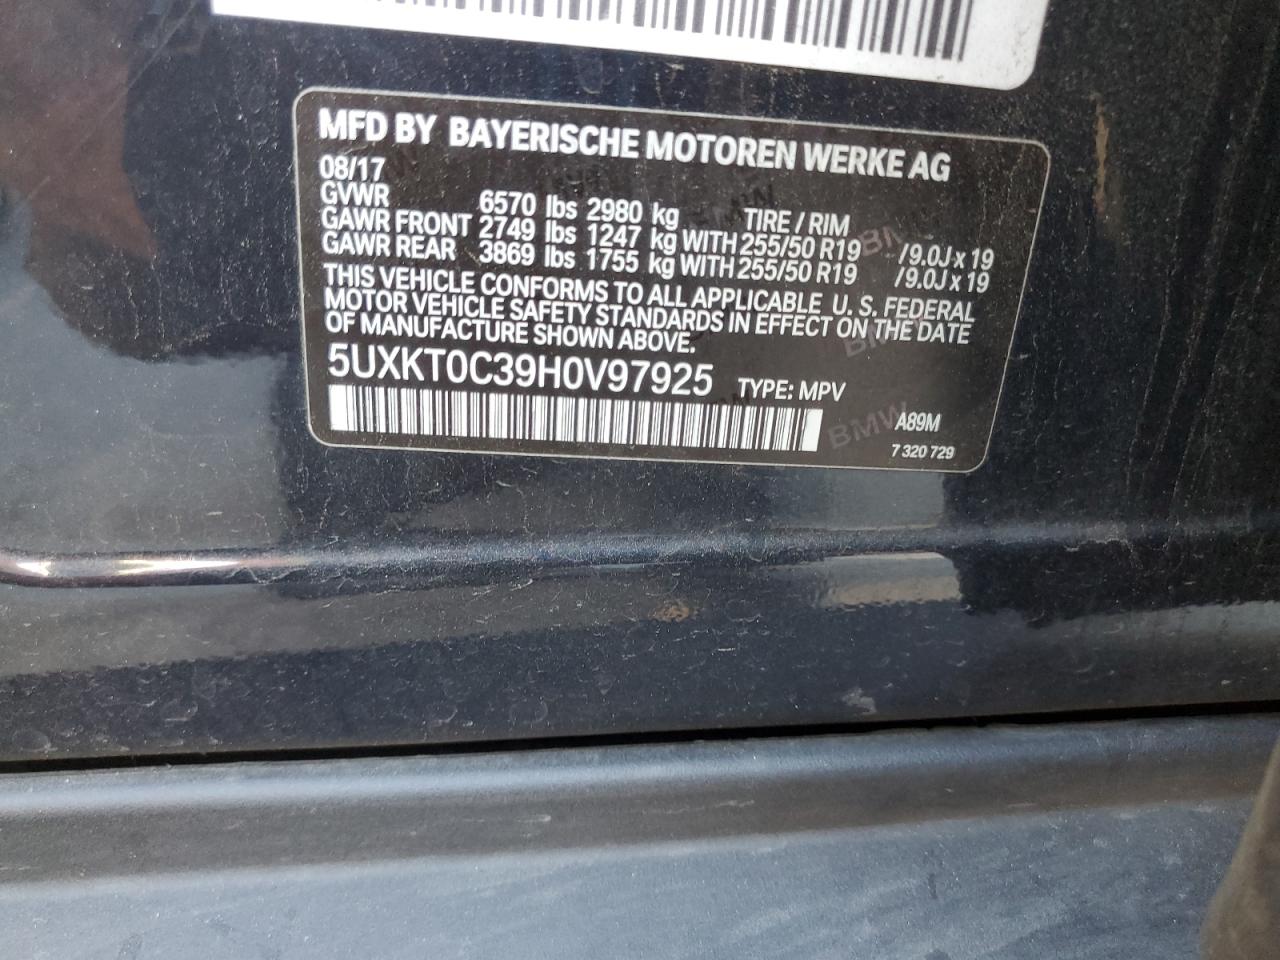 MFD BY BAYERISCHE MOTOREN WERKE AG
08/17
GVWR 6570 lbs 2980 kg TIRE / RIM
GAWR FRONT 2749 lbs 1247 kg WITH 255/50 R19 /9.0J x 19
GAWR REAR 3869 lbs 1755 kg WITH 255/50 R19 /9.0J x 19
THIS VEHICLE CONFORMS TO ALL APPLICABLE U. S. FEDERAL
MOTOR VEHICLE SAFETY STANDARDS IN EFFECT ON THE DATE
OF MANUFACTURE SHOWN ABOVE.
5UXKT0C39H0V97925 TYPE: MPV
A89M
BMW
7 320 729